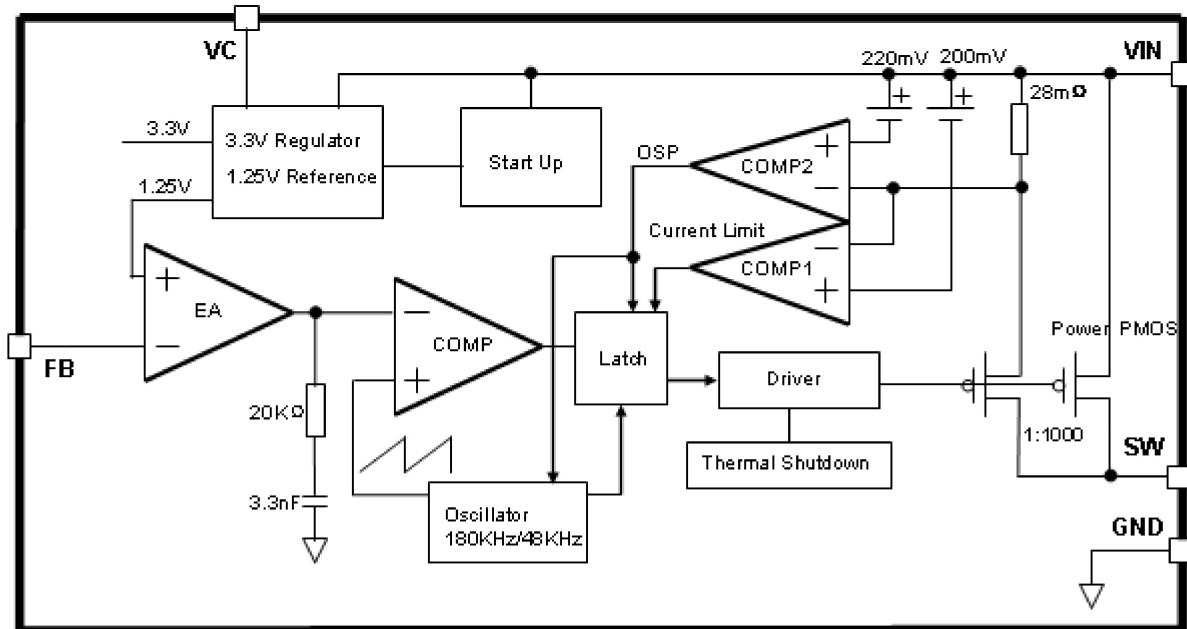 VC
220mV 200mV
VIN
28mΩ
3.3V
3.3V Regulator
1.25V Reference
1.25V
Start Up
OSP
+
COMP2
−
Current Limit
−
COMP1
+
+
EA
−
FB
−
COMP
+
Latch
Power PMOS
Driver
1:1000
20KΩ
Thermal Shutdown
SW
3.3nF
Oscillator
180KHz/48KHz
GND
+
+